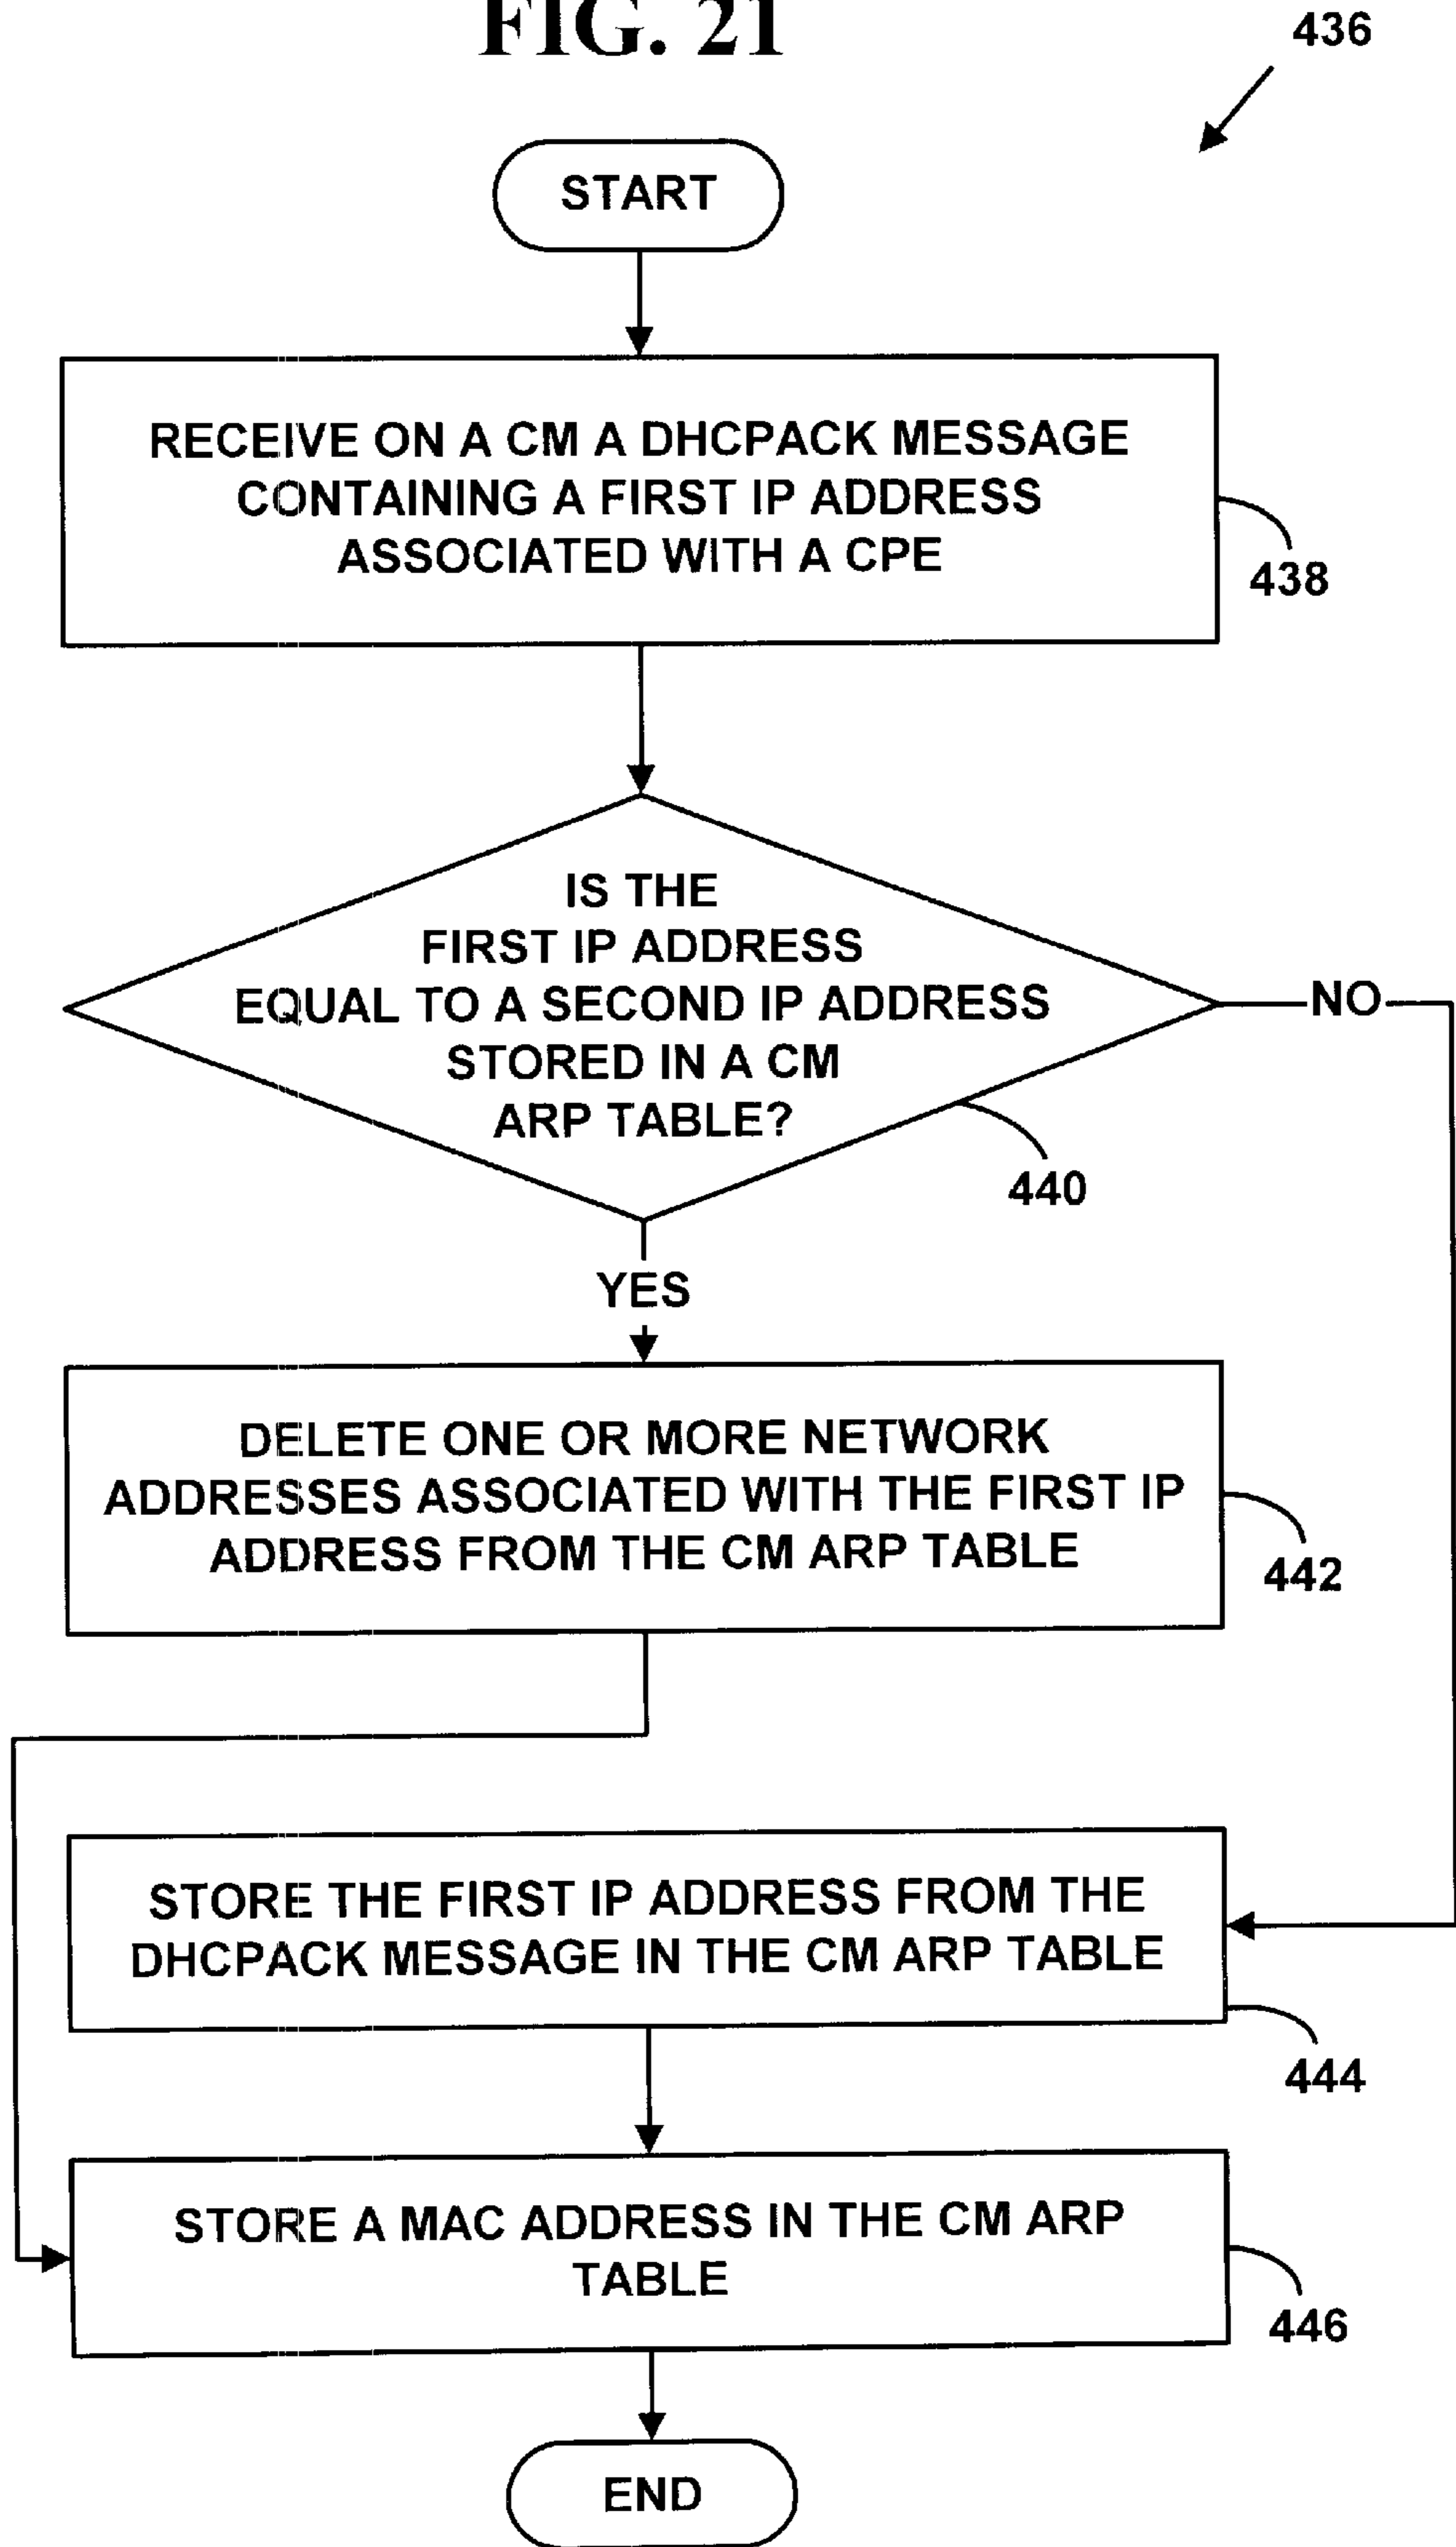 FIG. 21
436
START
RECEIVE ON A CM A DHCPACK MESSAGE
CONTAINING A FIRST IP ADDRESS
ASSOCIATED WITH A CPE
438
IS THE
FIRST IP ADDRESS
EQUAL TO A SECOND IP ADDRESS
STORED IN A CM
ARP TABLE?
NO
440
YES
DELETE ONE OR MORE NETWORK
ADDRESSES ASSOCIATED WITH THE FIRST IP
ADDRESS FROM THE CM ARP TABLE
442
STORE THE FIRST IP ADDRESS FROM THE
DHCPACK MESSAGE IN THE CM ARP TABLE
444
STORE A MAC ADDRESS IN THE CM ARP
TABLE
446
END